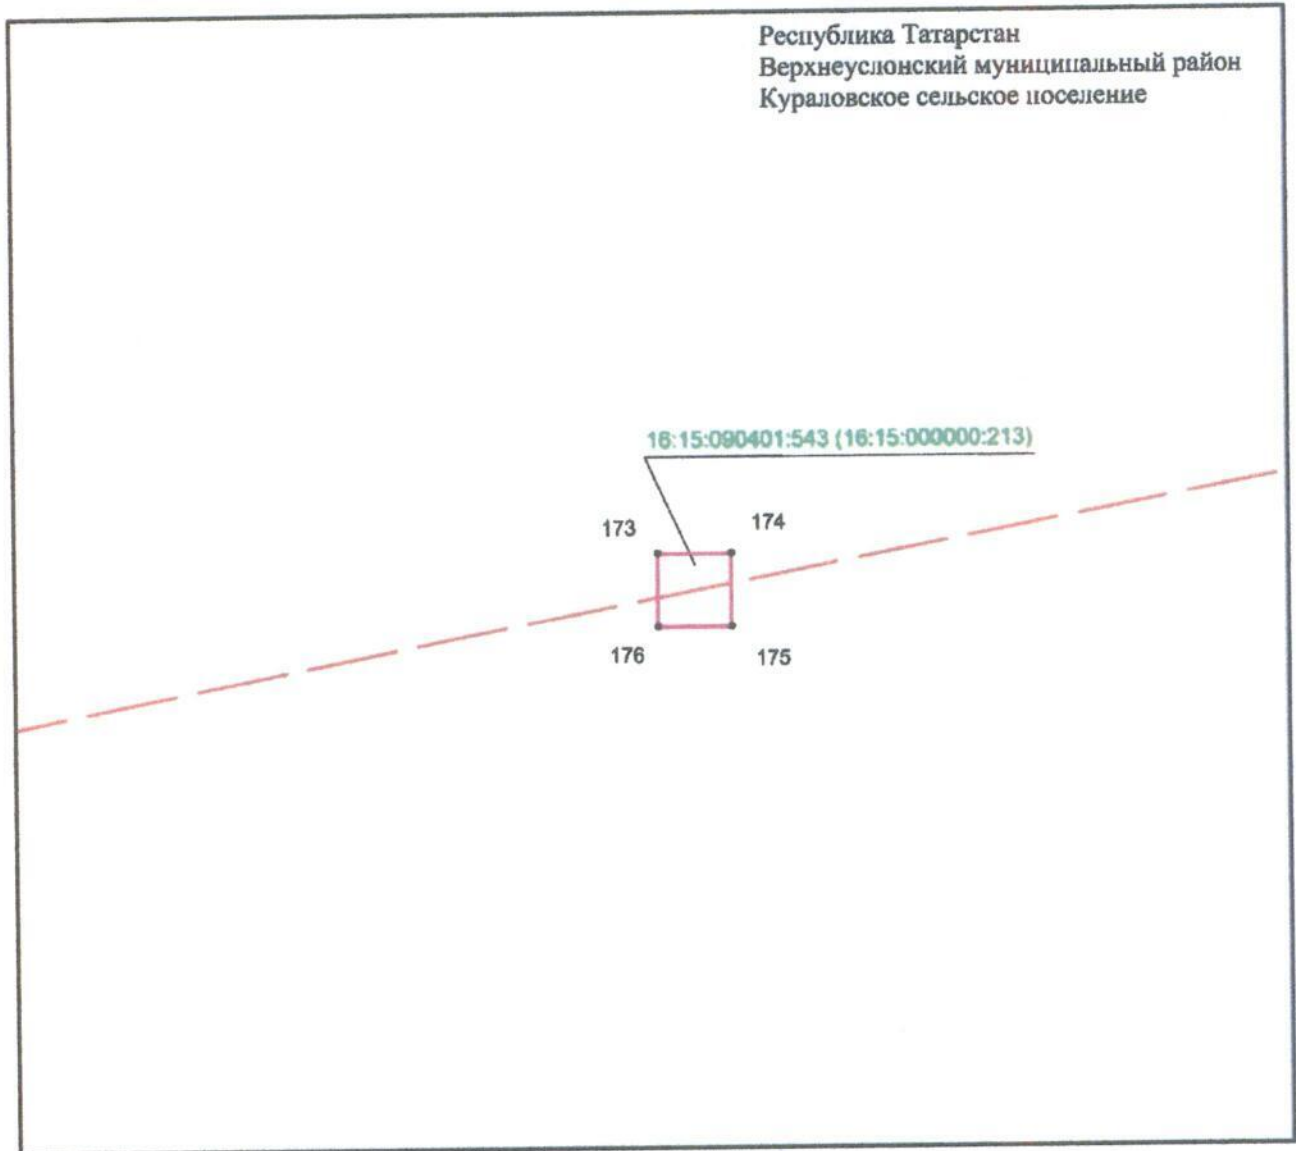 Республика Татарстан
Верхнеуслонский муниципальный район
Кураловское сельское поселение
16:15:090401:543 (16:15:000000:213)
173
174
176
175